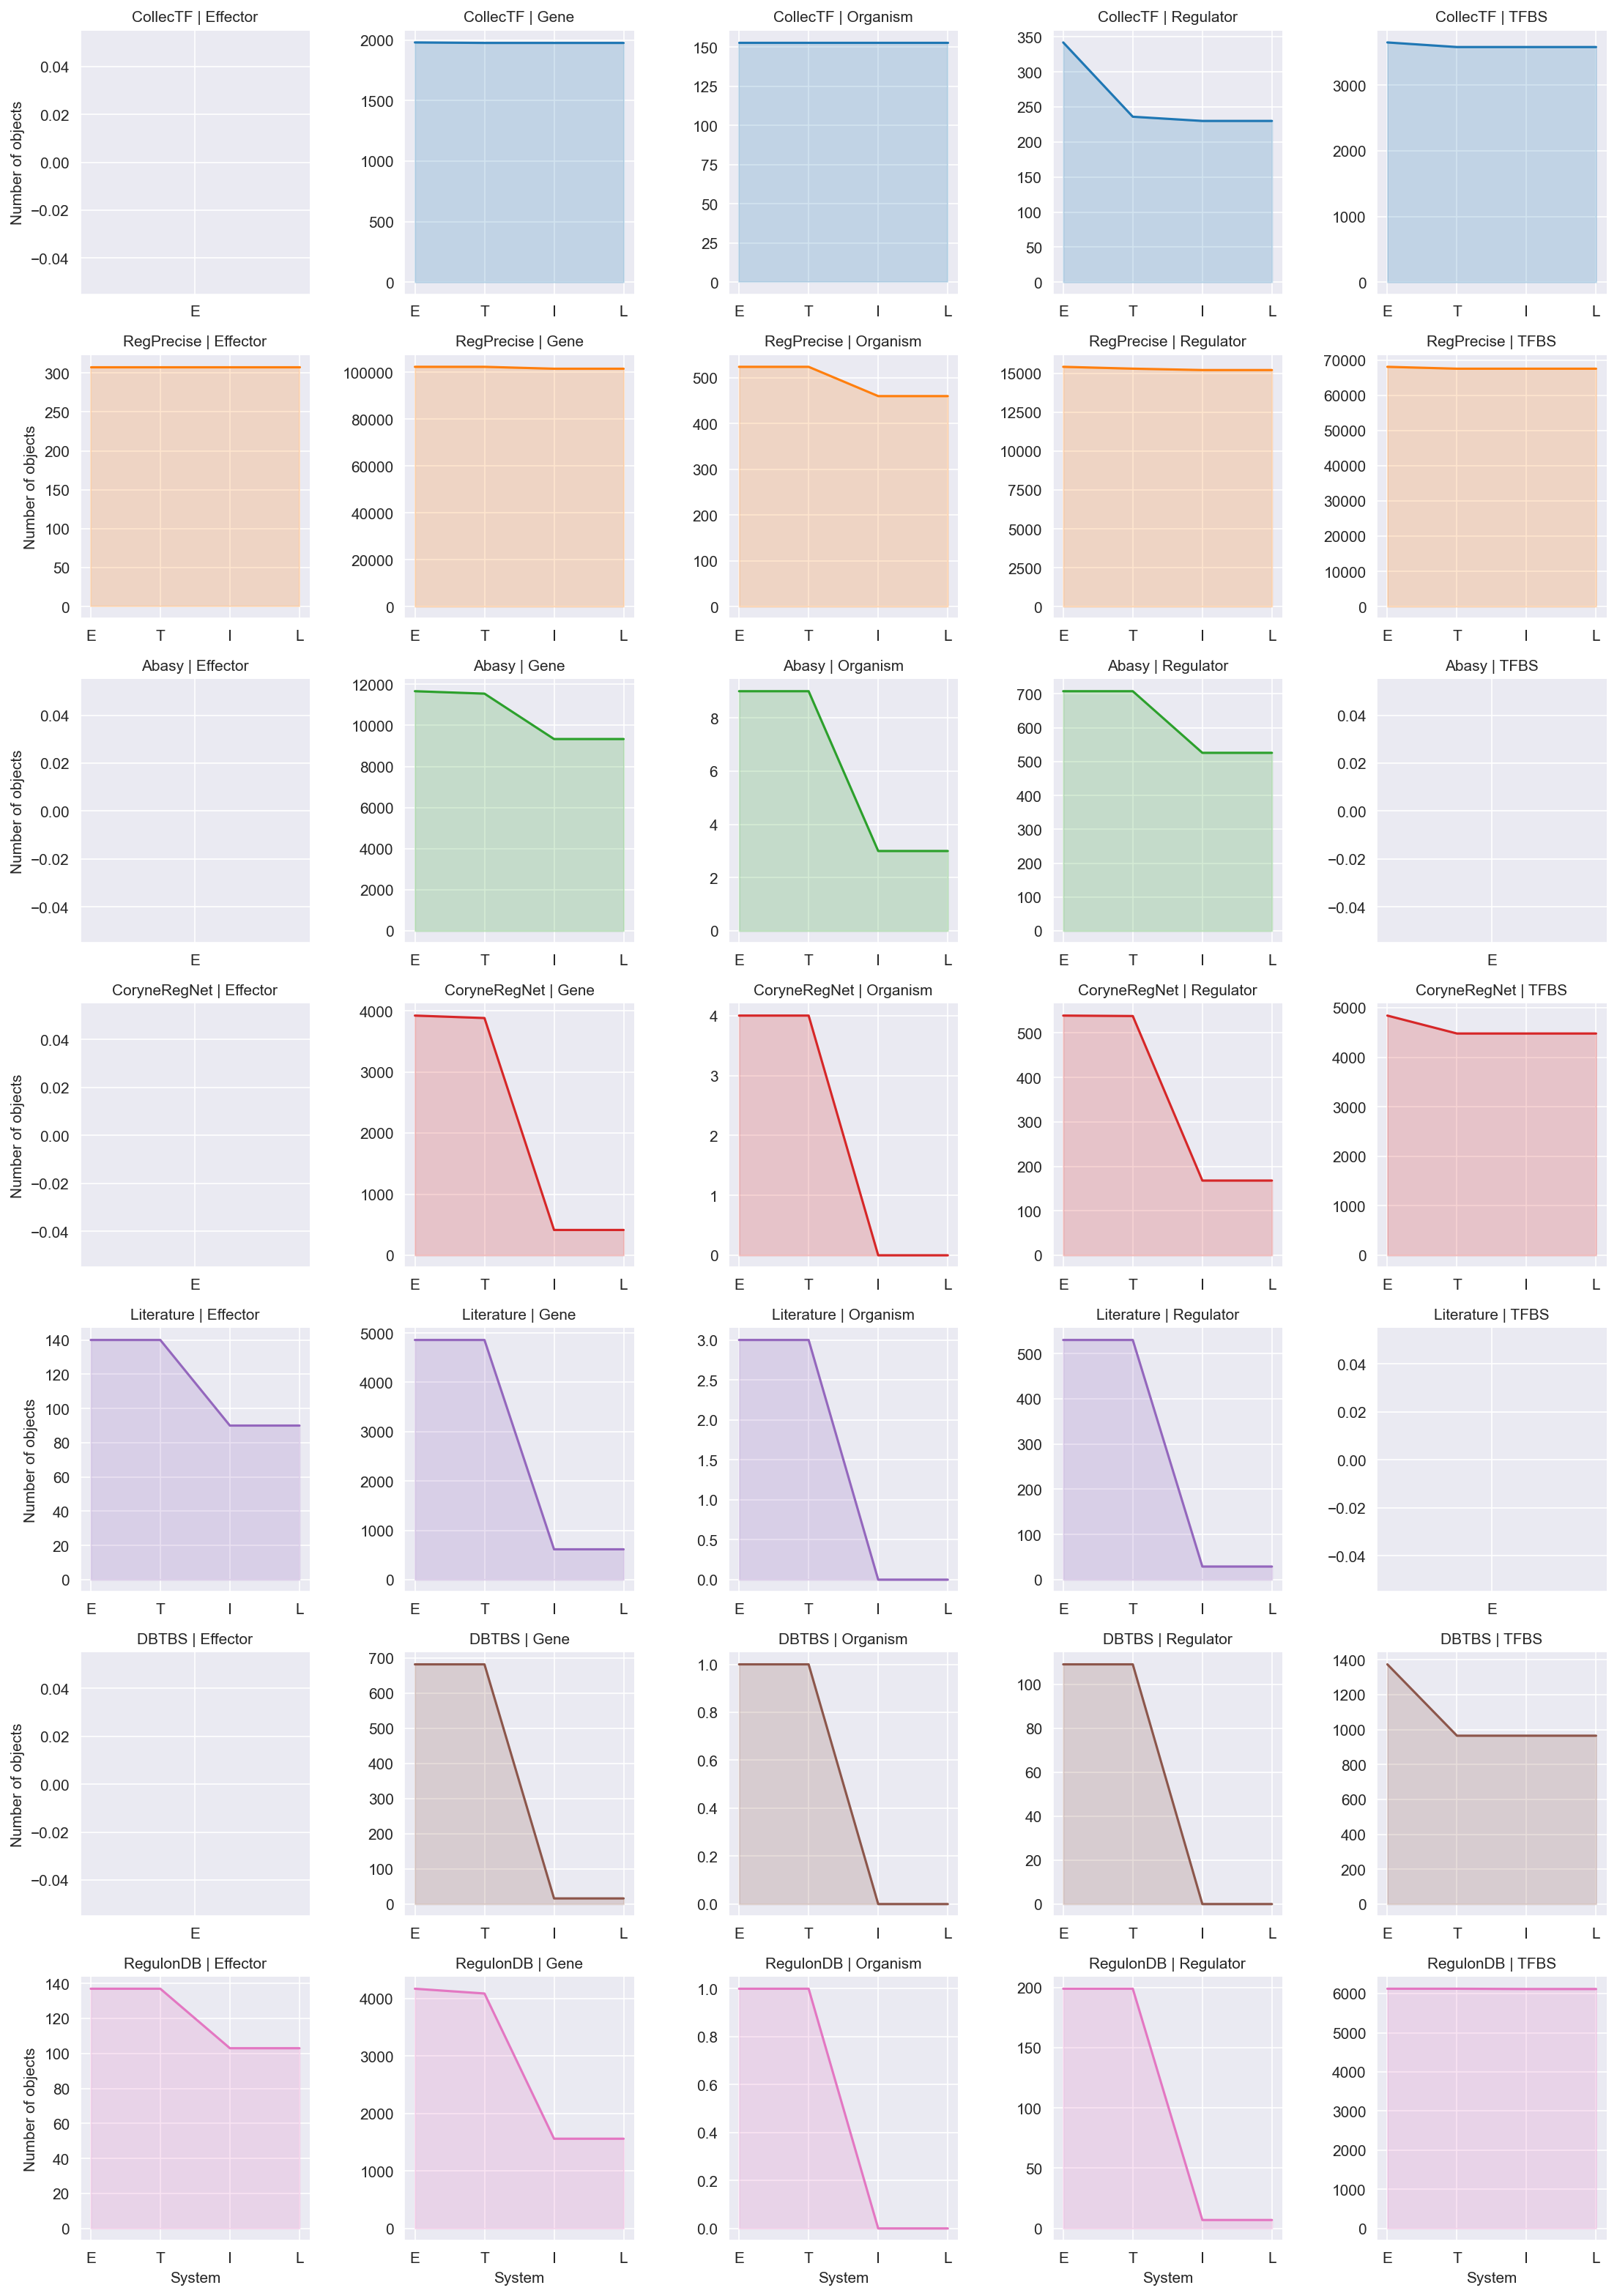 CollecTF | Effector
CollecTF | Gene
CollecTF | Organism
CollecTF | Regulator
CollecTF | TFBS
Number of objects
0.04
0.02
0.00
−0.02
−0.04
E
2000
1500
1000
500
0
E T I L
150
125
100
75
50
25
0
E T I L
350
300
250
200
150
100
50
0
E T I L
3000
2000
1000
0
E T I L
RegPrecise | Effector
RegPrecise | Gene
RegPrecise | Organism
RegPrecise | Regulator
RegPrecise | TFBS
Number of objects
300
250
200
150
100
50
0
E T I L
100000
80000
60000
40000
20000
0
E T I L
500
400
300
200
100
0
E T I L
15000
12500
10000
7500
5000
2500
0
E T I L
70000
60000
50000
40000
30000
20000
10000
0
E T I L
Abasy | Effector
Abasy | Gene
Abasy | Organism
Abasy | Regulator
Abasy | TFBS
Number of objects
0.04
0.02
0.00
−0.02
−0.04
E
12000
10000
8000
6000
4000
2000
0
E T I L
8
6
4
2
0
E T I L
700
600
500
400
300
200
100
0
E T I L
0.04
0.02
0.00
−0.02
−0.04
E
CoryneRegNet | Effector
CoryneRegNet | Gene
CoryneRegNet | Organism
CoryneRegNet | Regulator
CoryneRegNet | TFBS
Number of objects
0.04
0.02
0.00
−0.02
−0.04
E
4000
3000
2000
1000
0
E T I L
4
3
2
1
0
E T I L
500
400
300
200
100
0
E T I L
5000
4000
3000
2000
1000
0
E T I L
Literature | Effector
Literature | Gene
Literature | Organism
Literature | Regulator
Literature | TFBS
Number of objects
140
120
100
80
60
40
20
0
E T I L
5000
4000
3000
2000
1000
0
E T I L
3.0
2.5
2.0
1.5
1.0
0.5
0.0
E T I L
500
400
300
200
100
0
E T I L
0.04
0.02
0.00
−0.02
−0.04
E
DBTBS | Effector
DBTBS | Gene
DBTBS | Organism
DBTBS | Regulator
DBTBS | TFBS
Number of objects
0.04
0.02
0.00
−0.02
−0.04
E
700
600
500
400
300
200
100
0
E T I L
1.0
0.8
0.6
0.4
0.2
0.0
E T I L
100
80
60
40
20
0
E T I L
1400
1200
1000
800
600
400
200
0
E T I L
RegulonDB | Effector
RegulonDB | Gene
RegulonDB | Organism
RegulonDB | Regulator
RegulonDB | TFBS
Number of objects
140
120
100
80
60
40
20
0
E T I L
System
4000
3000
2000
1000
0
E T I L
System
1.0
0.8
0.6
0.4
0.2
0.0
E T I L
System
200
150
100
50
0
E T I L
System
6000
5000
4000
3000
2000
1000
0
E T I L
System